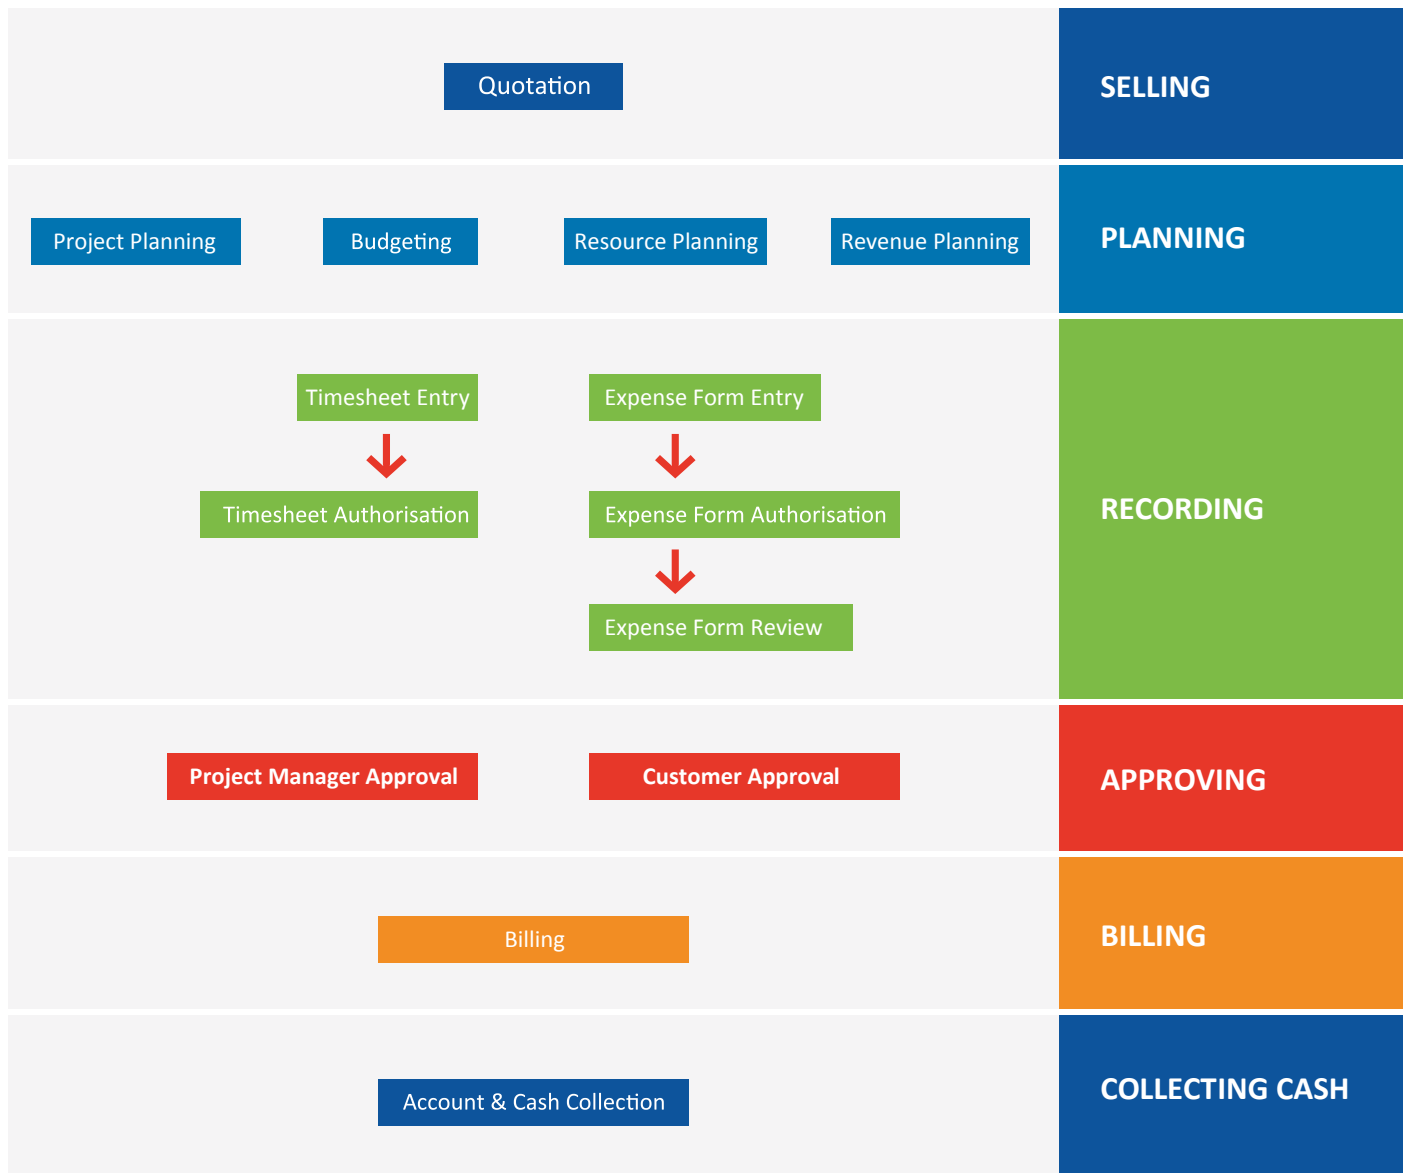 Quotation
SELLING
Project Planning
Budgeting
Resource Planning
Revenue Planning
PLANNING
Timesheet Entry
Expense Form Entry
Timesheet Authorisation
Expense Form Authorisation
Expense Form Review
RECORDING
Project Manager Approval
Customer Approval
APPROVING
Billing
BILLING
Account & Cash Collection
COLLECTING CASH